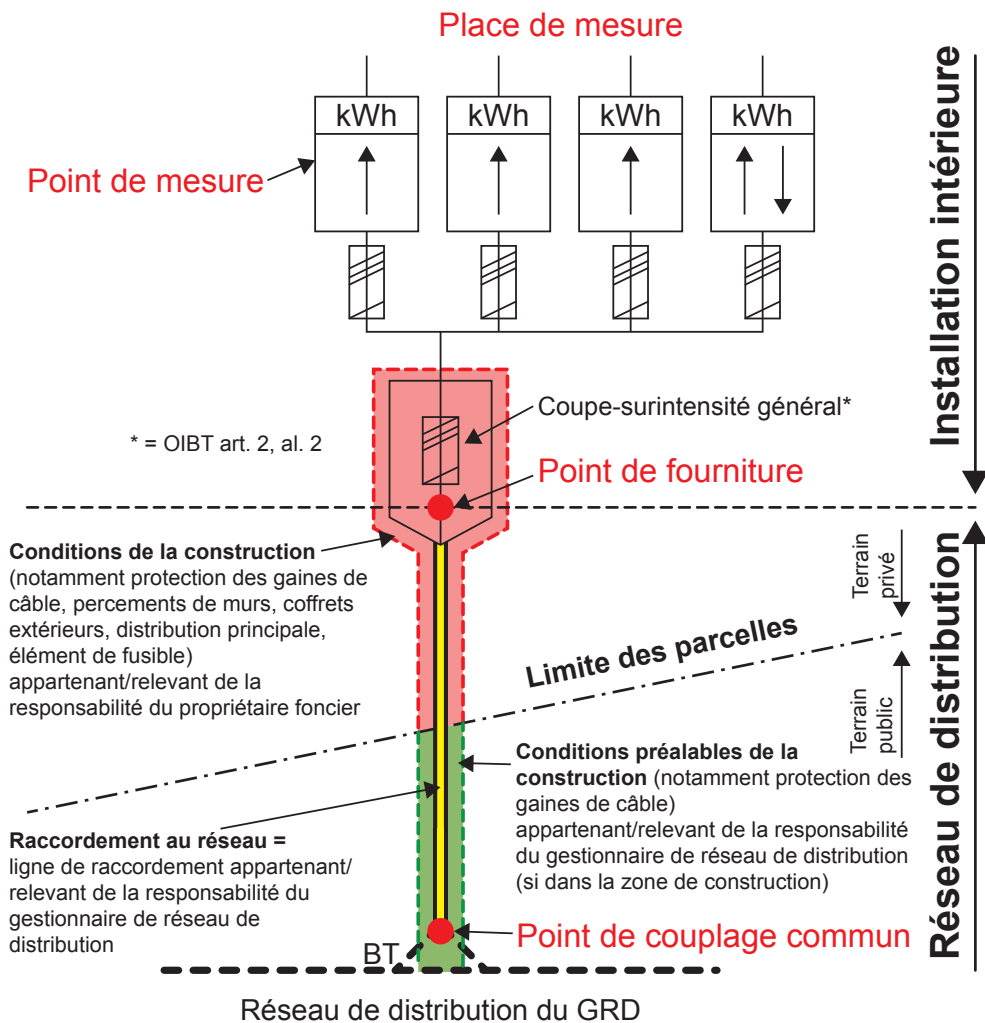 Place de mesure
kWh
kWh
kWh
kWh
Point de mesure
Installation intérieure
Coupe-surintensité général*
* = OIBT art. 2, al. 2
Point de fourniture
Conditions de la construction
(notamment protection des gaines de
câble, percements de murs, coffrets
extérieurs, distribution principale,
élément de fusible)
appartenant/relevant de la
responsabilité du propriétaire foncier
Terrain
privé
Limite des parcelles
Terrain
public
Réseau de distribution
Conditions préalables de la
construction (notamment protection des
gaines de câble)
appartenant/relevant de la responsabilité
du gestionnaire de réseau de distribution
(si dans la zone de construction)
Raccordement au réseau =
ligne de raccordement appartenant/
relevant de la responsabilité du
gestionnaire de réseau de
distribution
Point de couplage commun
BT
Réseau de distribution du GRD